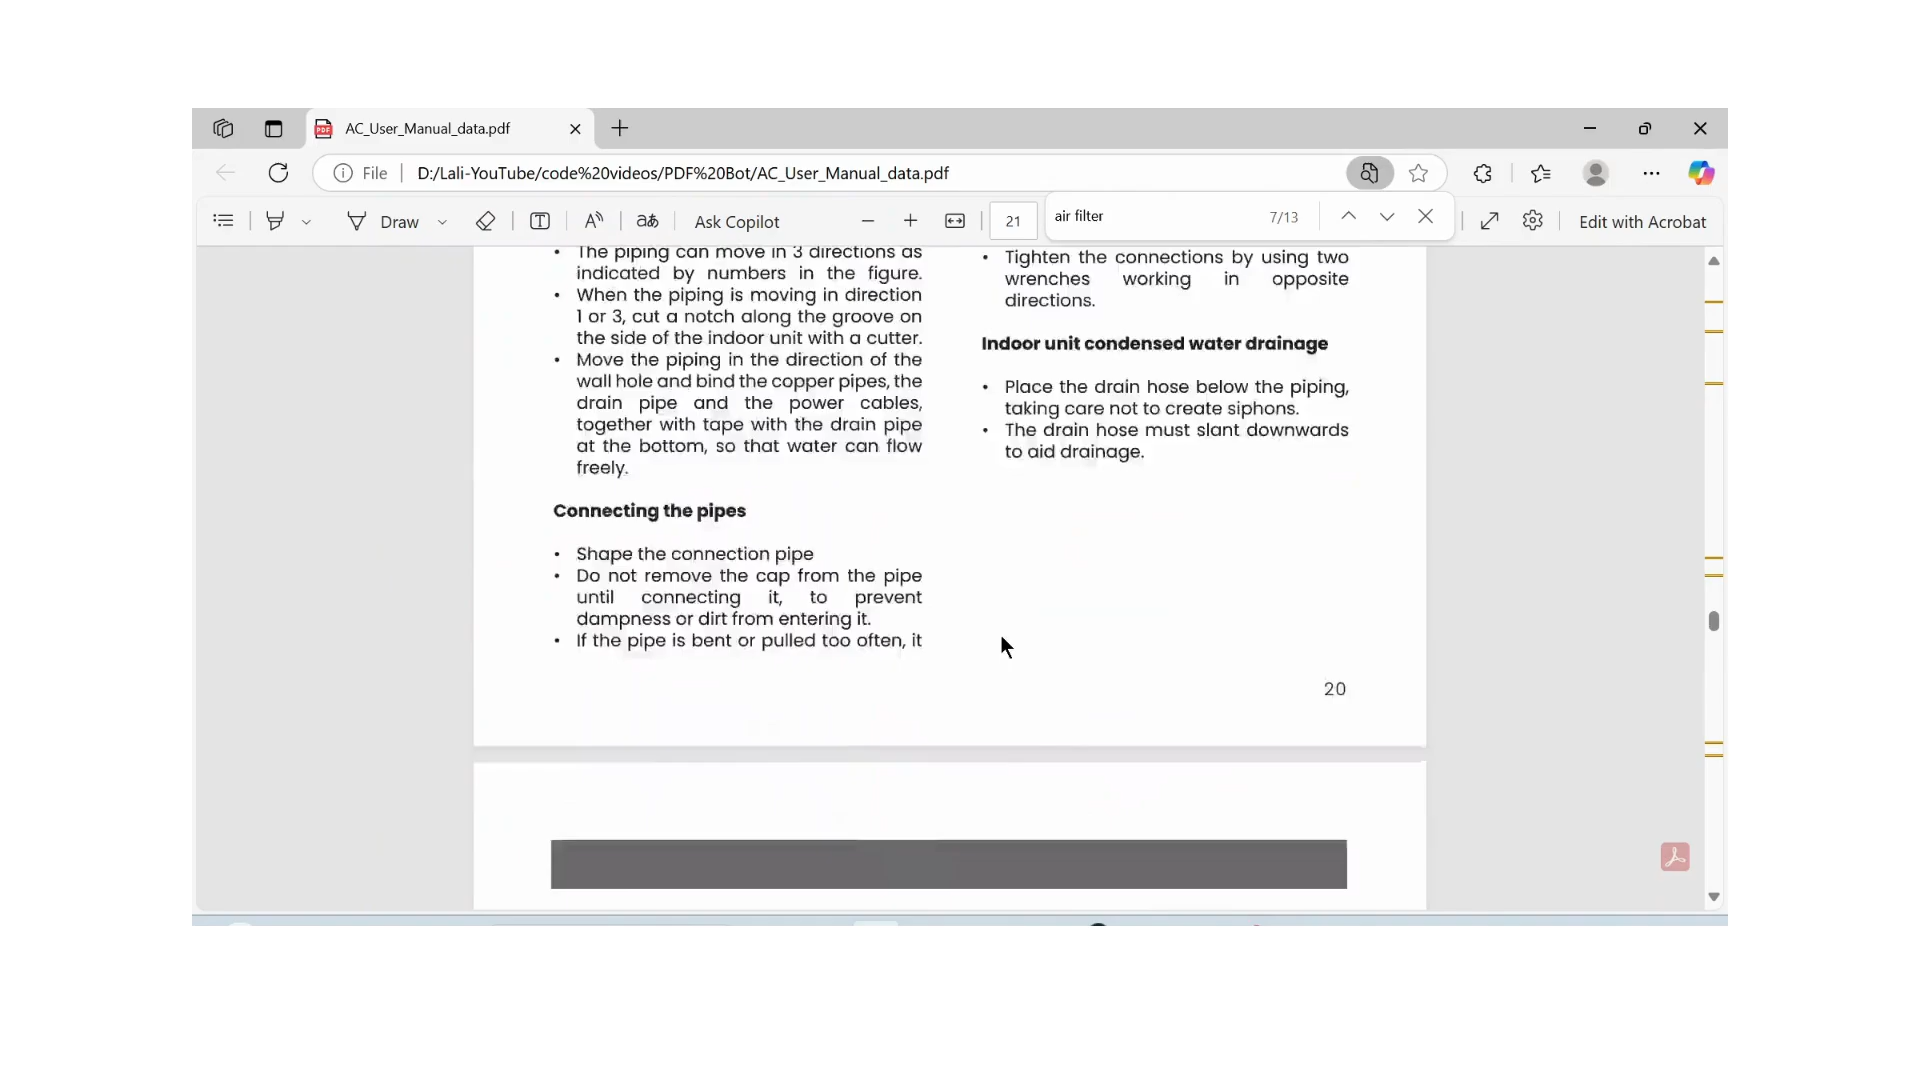 AC_User_Manual_data.pdf
File D:/Lali-YouTube/code%20videos/PDF%20Bot/AC_User_Manual_data.pdf
Draw
aあ
Ask Copilot
21
air filter
7/13
Edit with Acrobat
• The piping can move in 3 directions as
indicated by numbers in the figure.
• When the piping is moving in direction
1 or 3, cut a notch along the groove on
the side of the indoor unit with a cutter.
• Move the piping in the direction of the
wall hole and bind the copper pipes, the
drain pipe and the power cables,
together with tape with the drain pipe
at the bottom, so that water can flow
freely.
Connecting the pipes
• Shape the connection pipe
• Do not remove the cap from the pipe
until connecting it, to prevent
dampness or dirt from entering it.
• If the pipe is bent or pulled too often, it
• Tighten the connections by using two
wrenches working in opposite
directions.
Indoor unit condensed water drainage
• Place the drain hose below the piping,
taking care not to create siphons.
• The drain hose must slant downwards
to aid drainage.
20